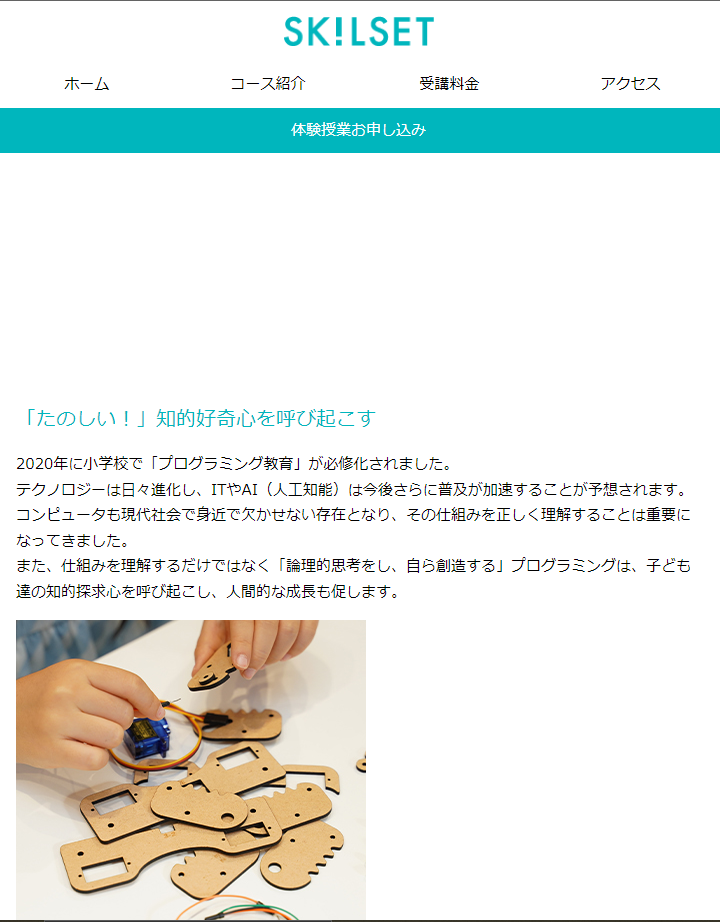 SK!LSET
ホーム
コース紹介
受講料金
アクセス
体験授業お申し込み
「たのしい！」知的好奇心を呼び起こす
2020年に小学校で「プログラミング教育」が必修化されました。
テクノロジーは日々進化し、ITやAI（人工知能）は今後さらに普及が加速することが予想されます。
コンピュータも現代社会で身近で欠かせない存在となり、その仕組みを正しく理解することは重要に
なってきました。
また、仕組みを理解するだけではなく「論理的思考をし、自ら創造する」プログラミングは、子ども
達の知的探求心を呼び起こし、人間的な成長も促します。